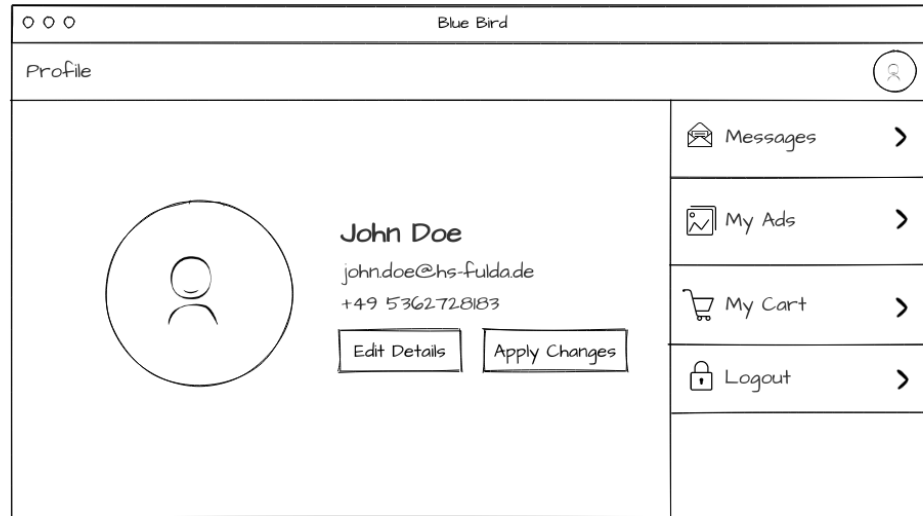 Blue Bird
Profile
Messages
My Ads
John Doe
john.doe@hs-fulda.de
+49 53627728183
My Cart
Edit Details
Apply Changes
Logout